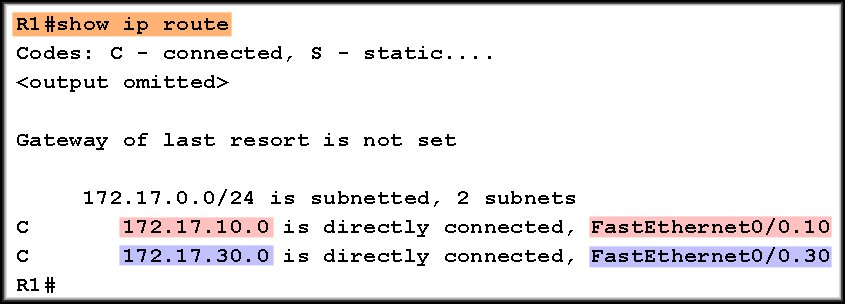 R1#show ip route
Codes: C - connected, S - static....
<output omitted>
Gateway of last resort is not set
172.17.0.0/24 is subnetted, 2 subnets
C 172.17.10.0 is directly connected, FastEthernet0/0.10
C 172.17.30.0 is directly connected, FastEthernet0/0.30
R1#